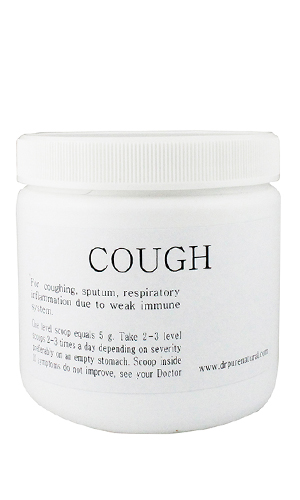 COUGH
For coughing, sputum, respiratory
inflammation due to weak immune
system.
One level scoop equals 5 g. Take 2-3 level
scoops 2-3 times a day depending on severity
preferably on an empty stomach. Scoop inside
If symptoms do not improve, see your Doctor
www.drpurenatural.com